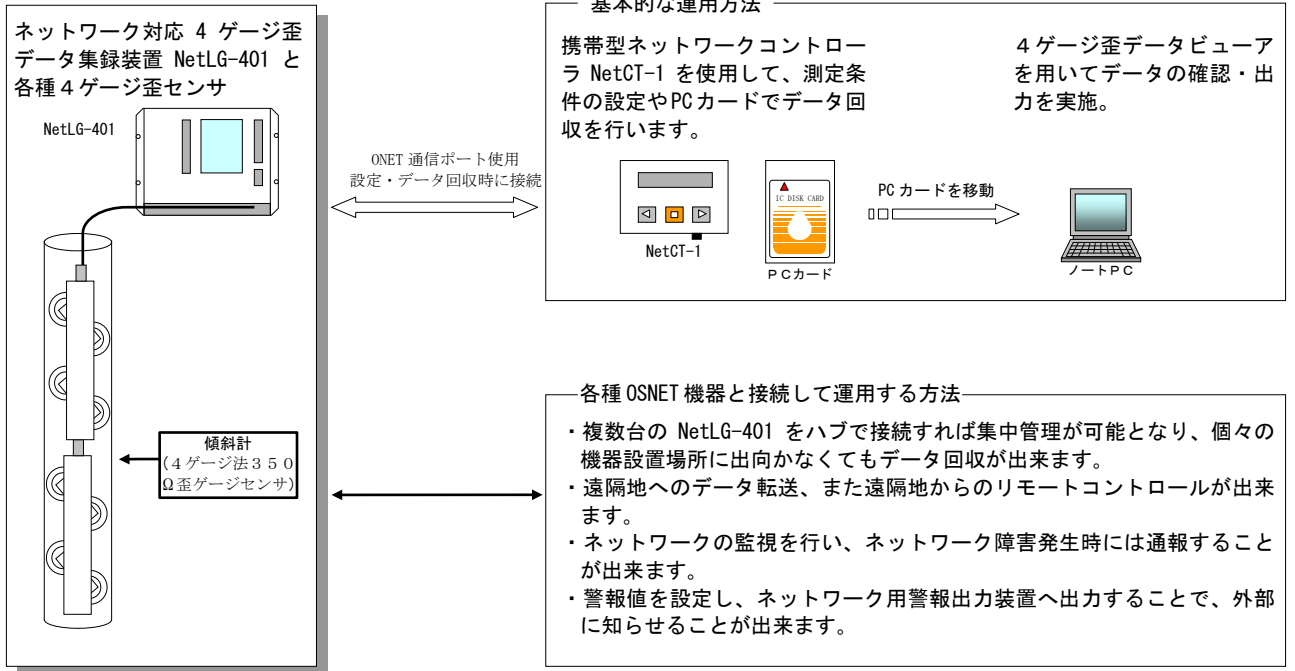 ネットワーク対応 4 ゲージ歪
データ集録装置 NetLG-401 と
各種４ゲージ歪センサ
NetLG-401
傾斜計
(４ゲージ法３５０
Ω歪ゲージセンサ)
ONET 通信ポート使用
設定・データ回収時に接続
基本的な運用方法
携帯型ネットワークコントロー
ラ NetCT-1 を使用して、測定条
件の設定やPCカードでデータ回
収を行います。
４ゲージ歪データビューア
を用いてデータの確認・出
力を実施。
NetCT-1
IC DISK CARD
ＰＣカード
PC カードを移動
ノートＰＣ
各種 OSNET 機器と接続して運用する方法
・複数台の NetLG-401 をハブで接続すれば集中管理が可能となり、個々の
機器設置場所に出向かなくてもデータ回収が出来ます。
・遠隔地へのデータ転送、また遠隔地からのリモートコントロールが出来
ます。
・ネットワークの監視を行い、ネットワーク障害発生時には通報すること
が出来ます。
・警報値を設定し、ネットワーク用警報出力装置へ出力することで、外部
に知らせることが出来ます。